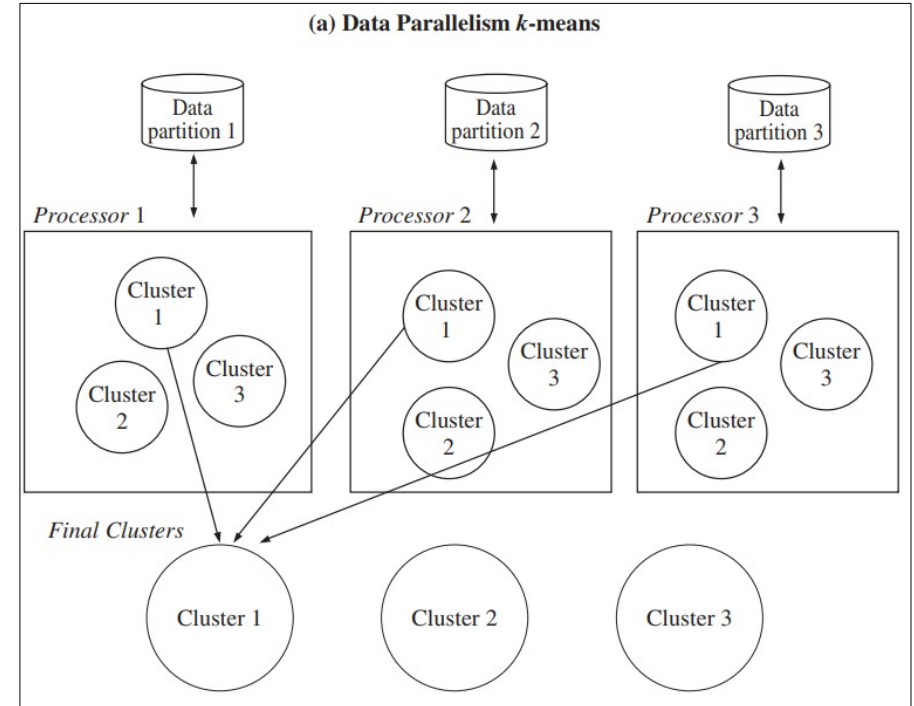 (a) Data Parallelism k-means
Data
partition 1
Data
partition 2
Data
partition 3
Processor 1
Processor 2
Processor 3
Cluster
1
Cluster
2
Cluster
3
Cluster
1
Cluster
3
Cluster
2
Cluster
1
Cluster
3
Cluster
2
Final Clusters
Cluster 1
Cluster 2
Cluster 3